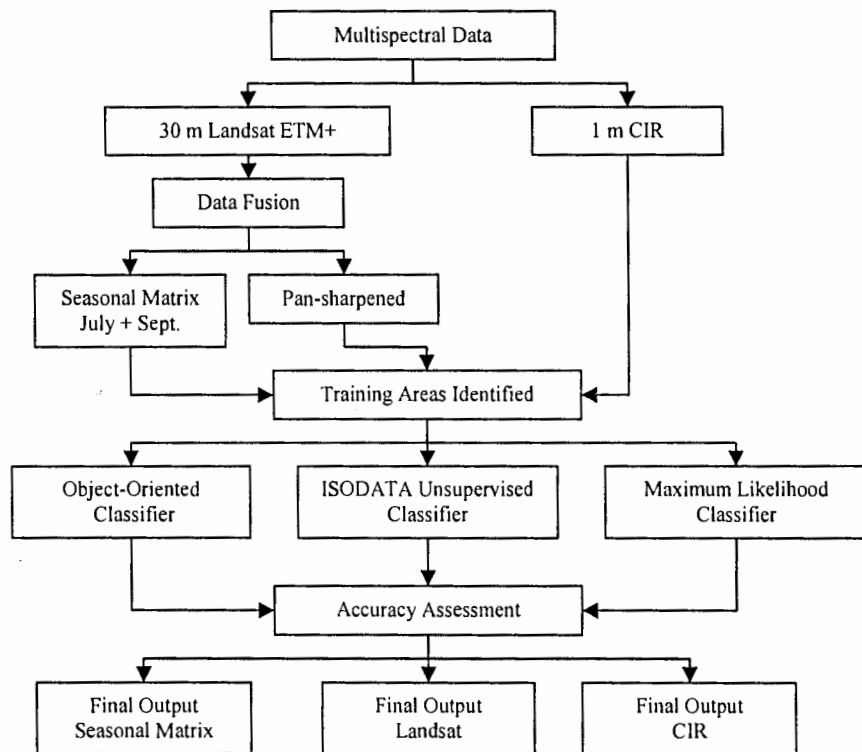 Multispectral Data
30 m Landsat ETM+
1 m CIR
Data Fusion
Seasonal Matrix
July + Sept.
Pan-sharpened
Training Areas Identified
Object-Oriented
Classifier
ISODATA Unsupervised
Classifier
Maximum Likelihood
Classifier
Accuracy Assessment
Final Output
Seasonal Matrix
Final Output
Landsat
Final Output
CIR